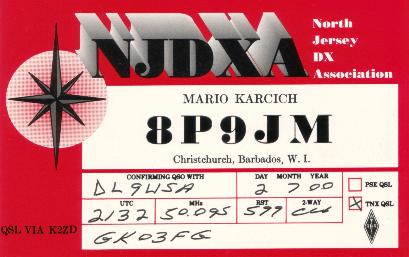 NJDXA
North
Jersey
DX
Association
MARIO KARCICH
8P9JM
Christchurch, Barbados, W. I.
CONFIRMING QSO WITH DAY MONTH YEAR
DL9USA 2 7 00
PSE QSL
UTC MHz RST 2-WAY
X TNX QSL
2132 50.095 599 CW
QSL VIA K2ZD
GK03FG